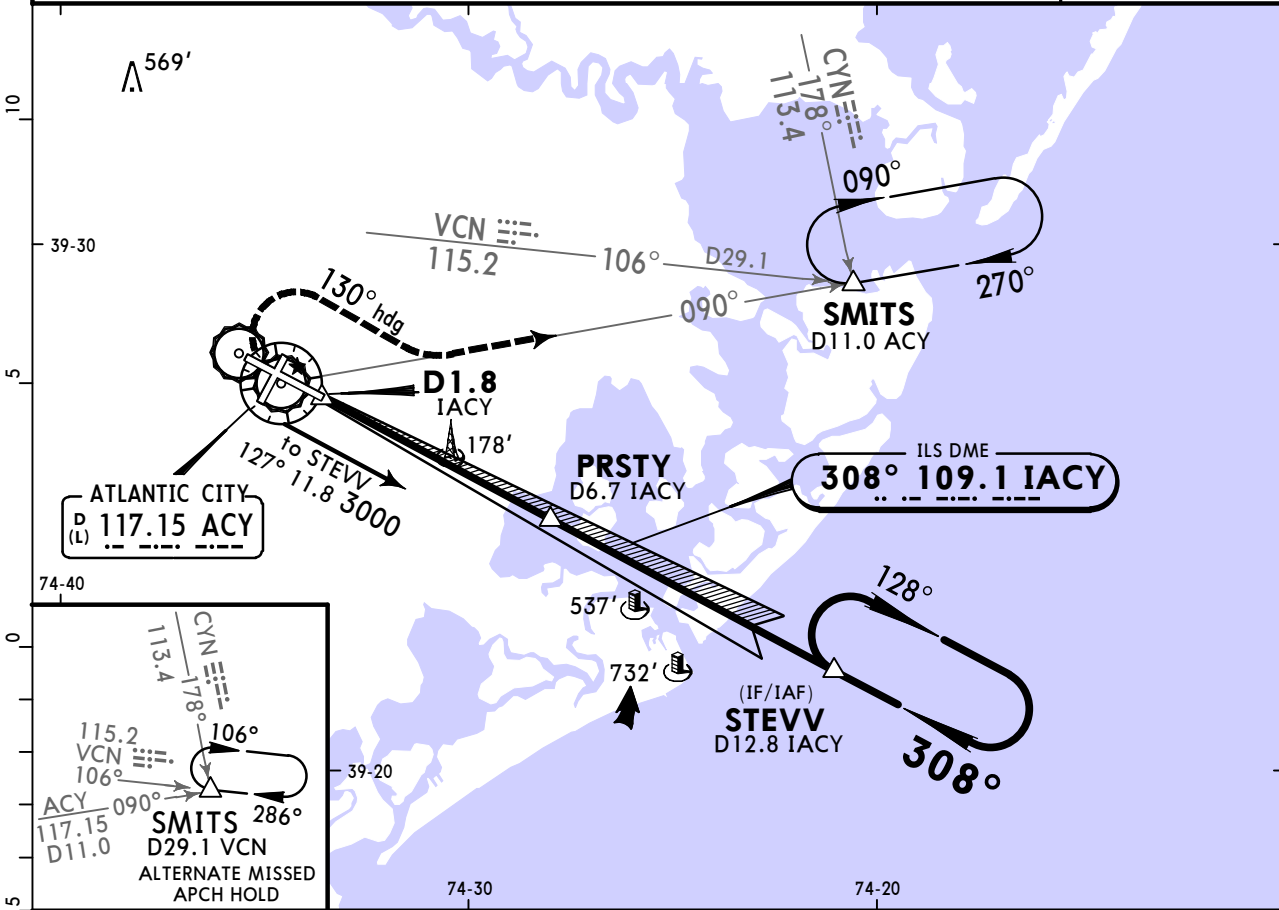 569'
10
5
0
5
39-30
39-20
74-40
74-30
74-20
CYN
178°
113.4
090°
270°
VCN
115.2
106°
D29.1
090°
SMITS
D11.0 ACY
130° hdg
D1.8
IACY
178'
to STEVV
127° 11.8 3000
ATLANTIC CITY
D
(L)
117.15 ACY
PRSTY
D6.7 IACY
ILS DME
308° 109.1 IACY
537'
732'
(IF/IAF)
STEVV
D12.8 IACY
128°
308°
CYN
113.4
178°
115.2
VCN
106°
106°
286°
ACY 090°
117.15
D11.0
SMITS
D29.1 VCN
ALTERNATE MISSED
APCH HOLD